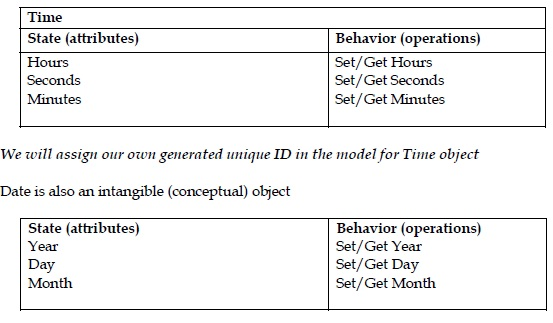 Time
State (attributes) Behavior (operations)
Hours Set/Get Hours
Seconds Set/Get Seconds
Minutes Set/Get Minutes
We will assign our own generated unique ID in the model for Time object
Date is also an intangible (conceptual) object
State (attributes) Behavior (operations)
Year Set/Get Year
Day Set/Get Day
Month Set/Get Month